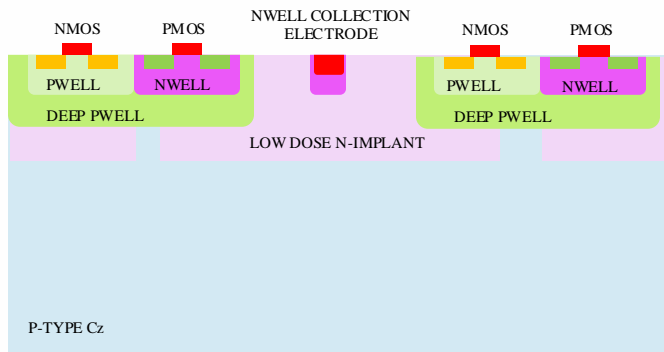 NWELL COLLECTION
ELECTRODE
NMOS
PMOS
NMOS
PMOS
PWELL
NWELL
PWELL
NWELL
DEEP PWELL
DEEP PWELL
LOW DOSE N-IMPLANT
P-TYPE Cz